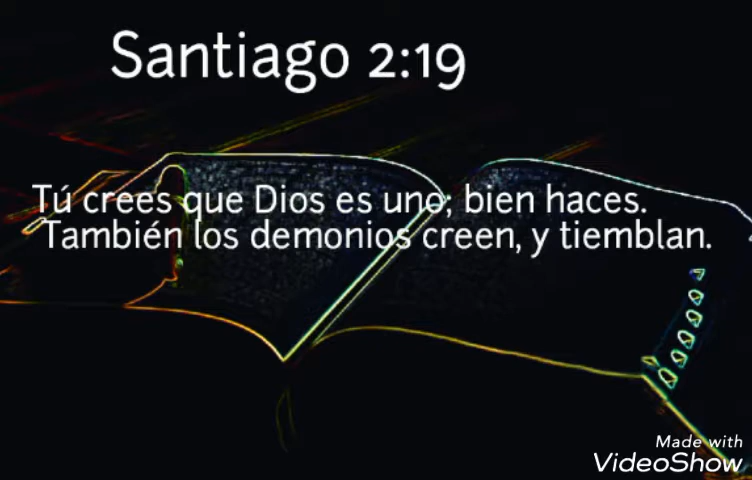 Santiago 2:19
Tú crees que Dios es uno; bien haces.
También los demonios creen, y tiemblan.
Made with
VideoShow